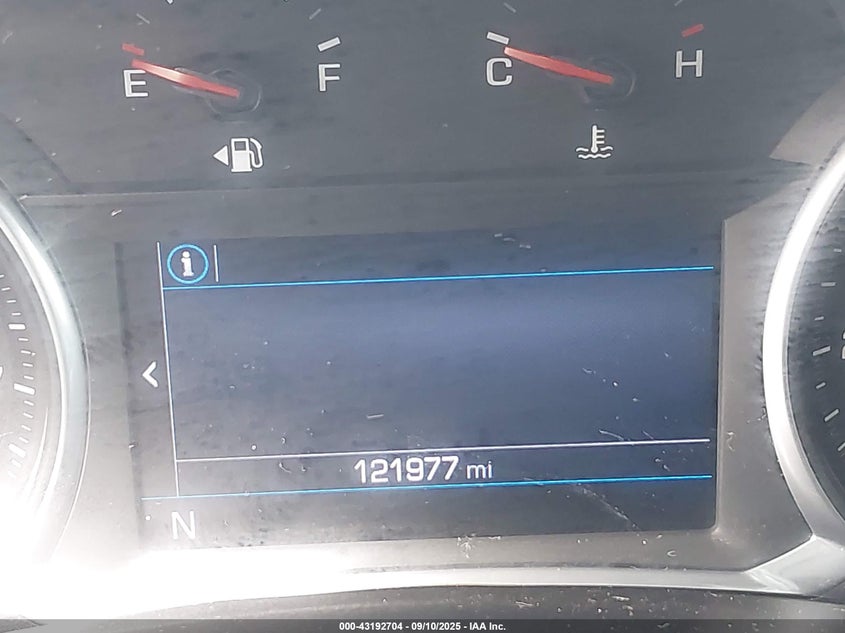 E F C H
i
121977 mi
N
000-43192704 - 09/10/2025 - IAA Inc.